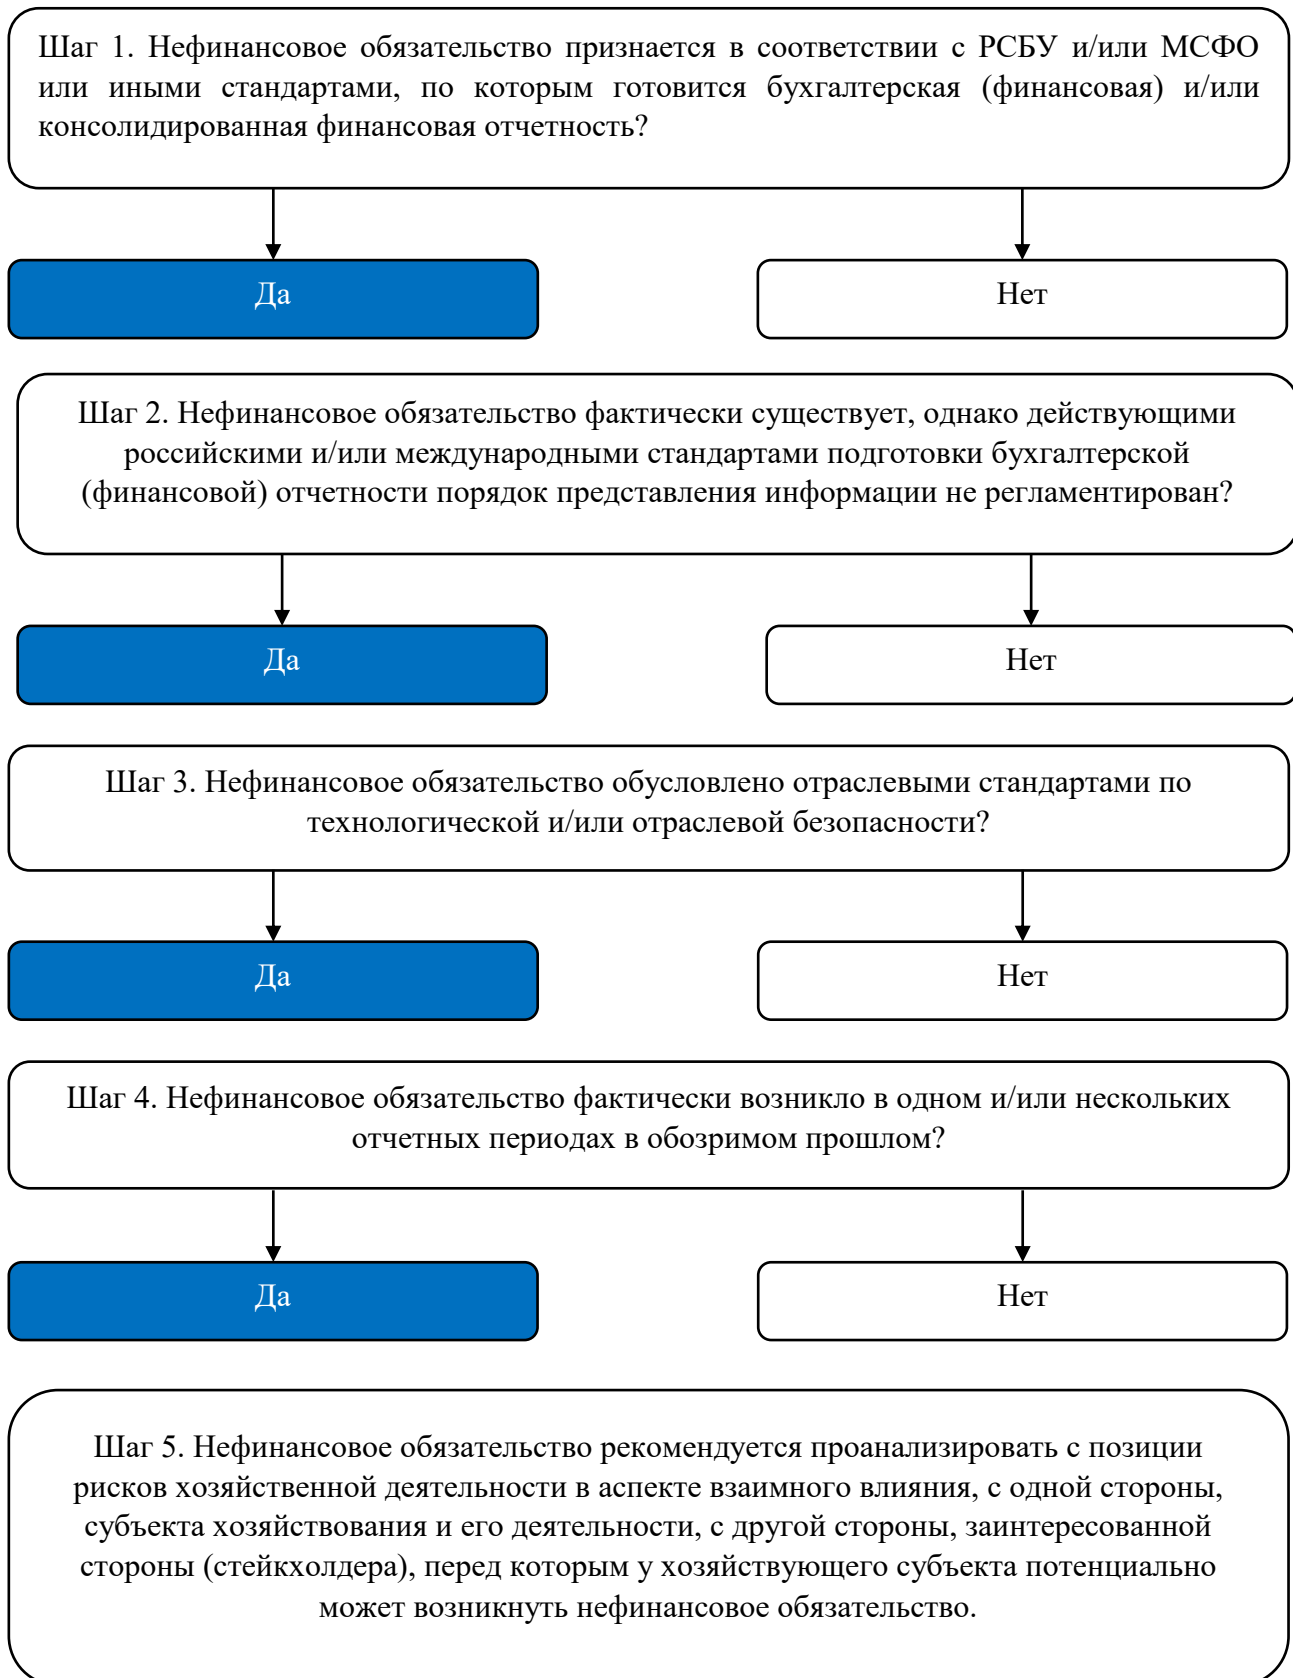 Шаг 1. Нефинансовое обязательство признается в соответствии с РСБУ и/или МСФО
или иными стандартами, по которым готовится бухгалтерская (финансовая) и/или
консолидированная финансовая отчетность?
Да
Нет
Шаг 2. Нефинансовое обязательство фактически существует, однако действующими
российскими и/или международными стандартами подготовки бухгалтерской
(финансовой) отчетности порядок представления информации не регламентирован?
Да
Нет
Шаг 3. Нефинансовое обязательство обусловлено отраслевыми стандартами по
технологической и/или отраслевой безопасности?
Да
Нет
Шаг 4. Нефинансовое обязательство фактически возникло в одном и/или нескольких
отчетных периодах в обозримом прошлом?
Да
Нет
Шаг 5. Нефинансовое обязательство рекомендуется проанализировать с позиции
рисков хозяйственной деятельности в аспекте взаимного влияния, с одной стороны,
субъекта хозяйствования и его деятельности, с другой стороны, заинтересованной
стороны (стейкхолдера), перед которым у хозяйствующего субъекта потенциально
может возникнуть нефинансовое обязательство.